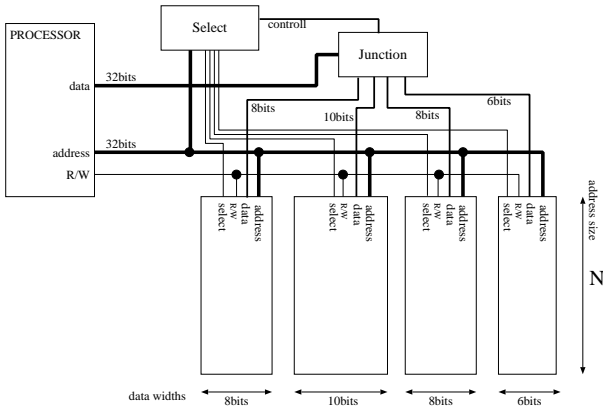 Select
controll
PROCESSOR
Junction
data
32bits
8bits
10bits
8bits
6bits
address
32bits
R/W
select
R/W
data
address
select
R/W
data
address
select
R/W
data
address
select
R/W
data
address
address size
N
data widths
8bits
10bits
8bits
6bits